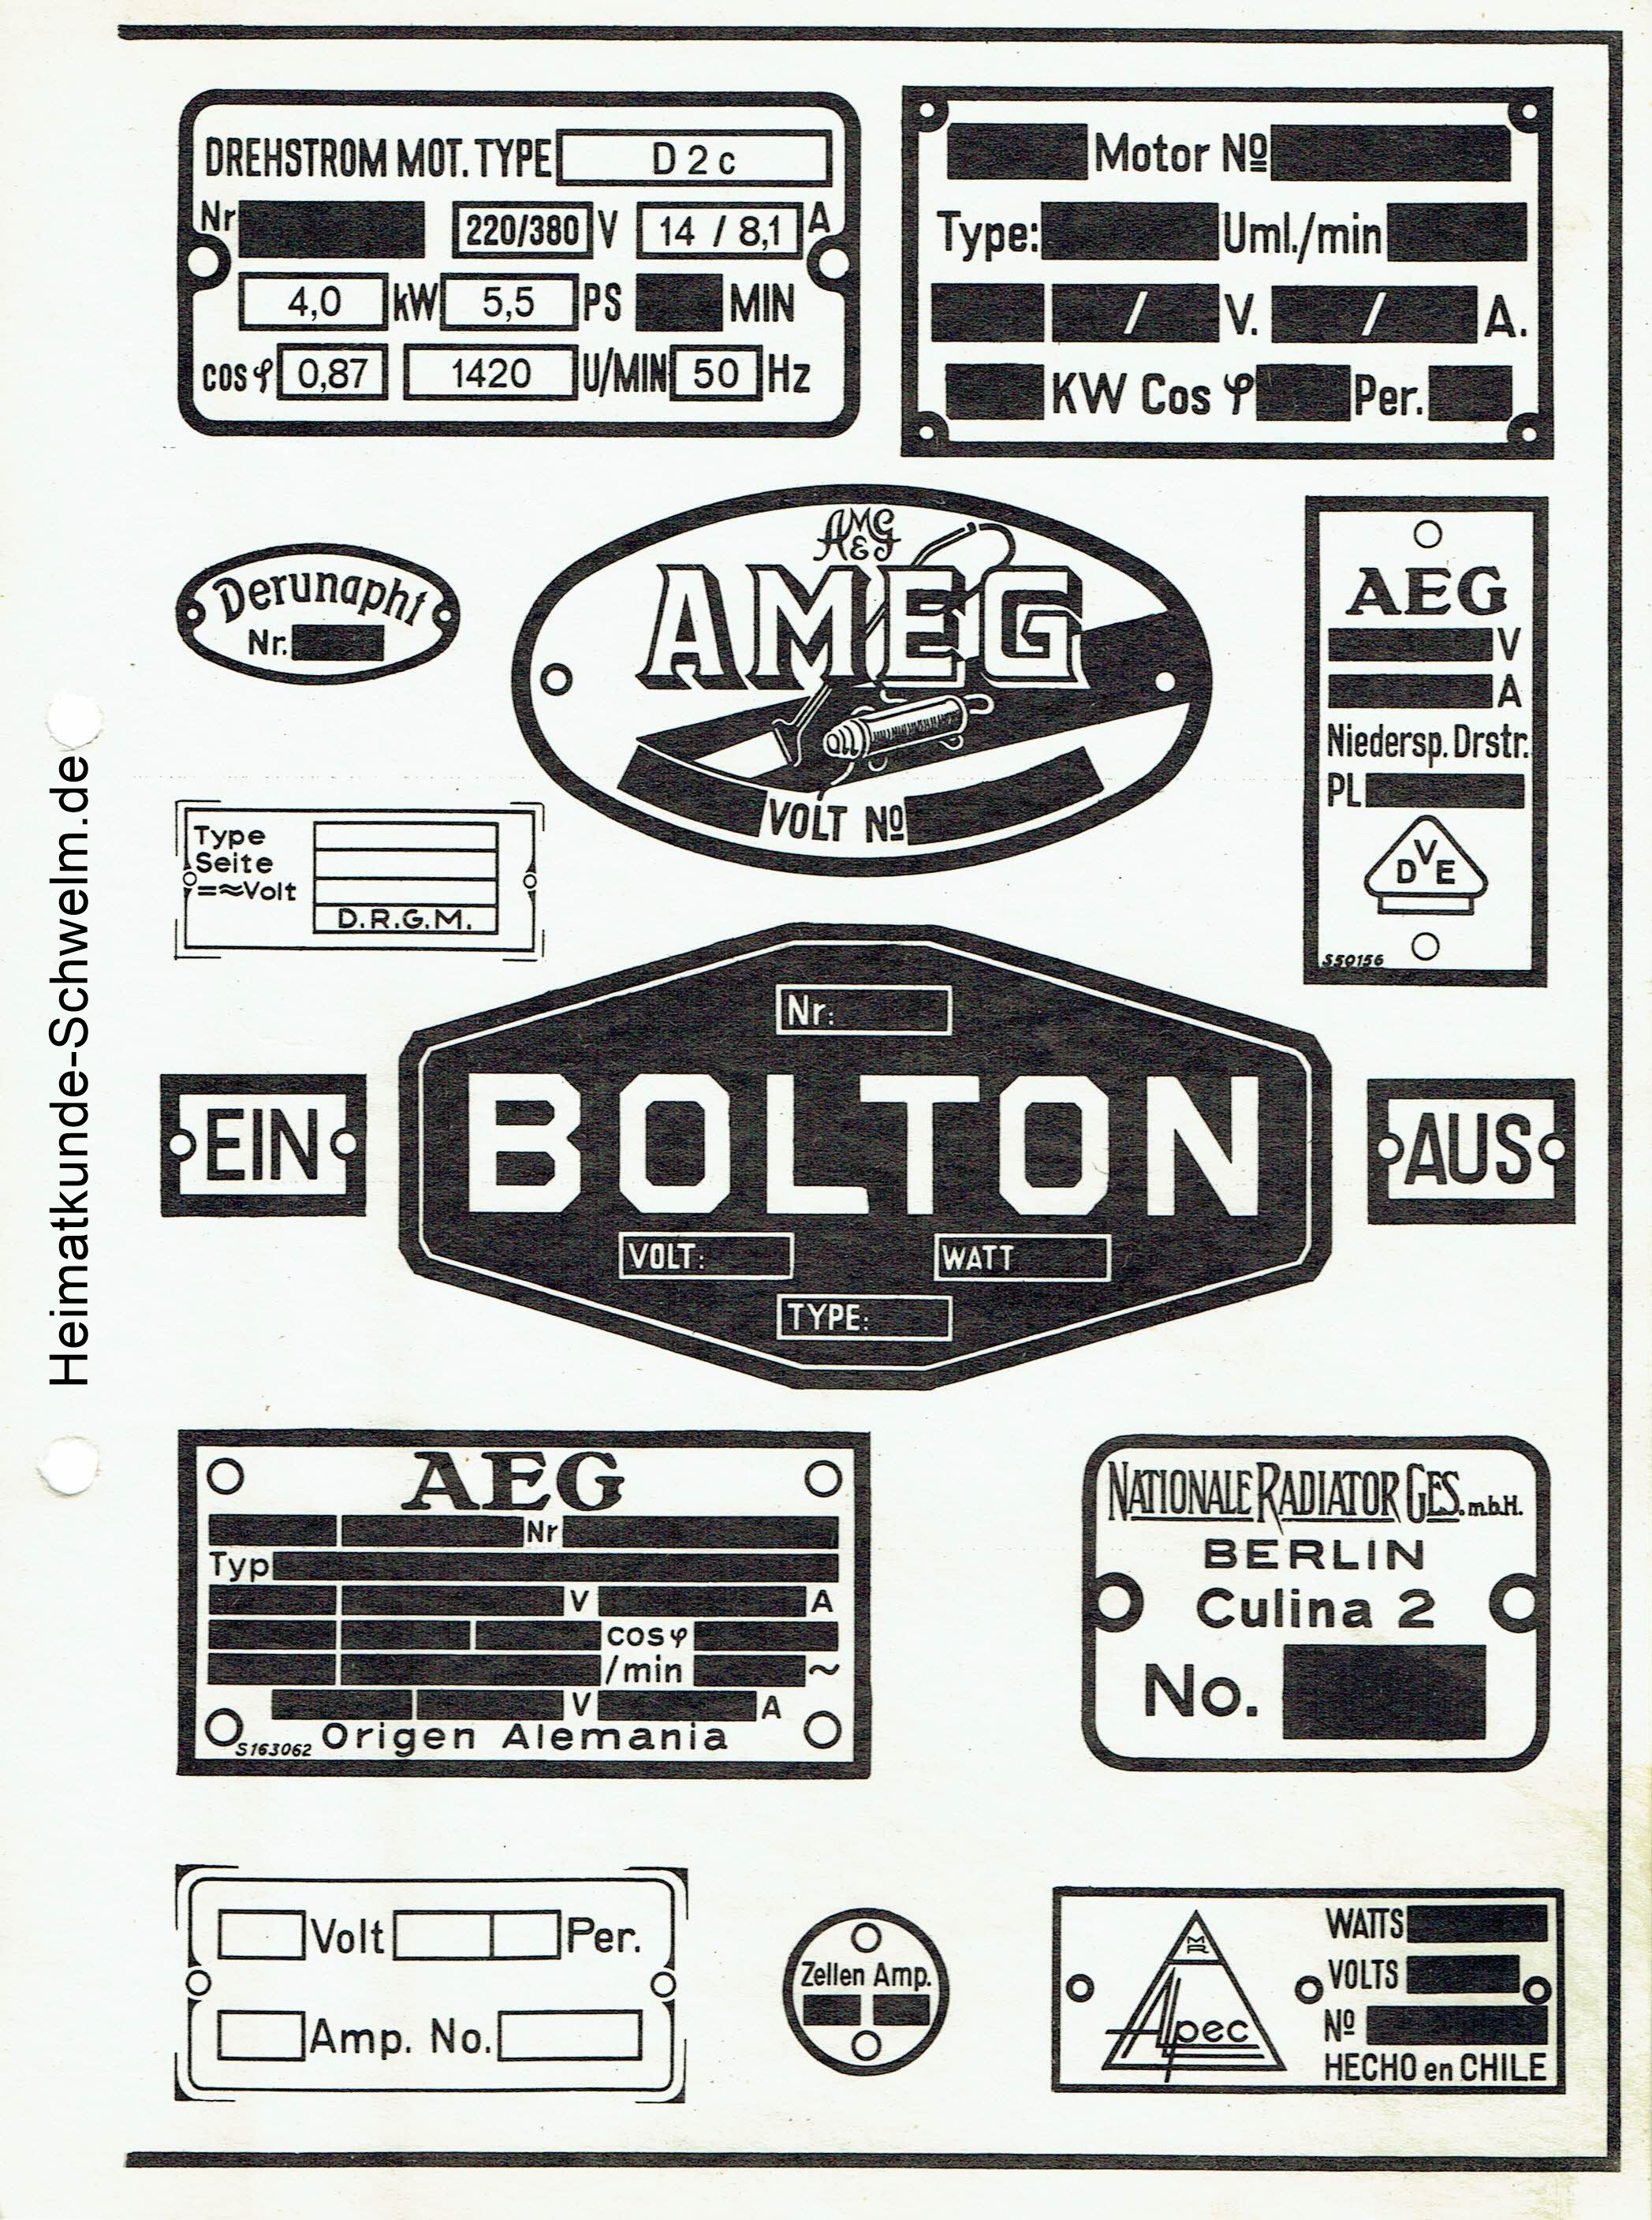 DREHSTROM MOT. TYPE D 2 c
Nr 220/380 V 14 / 8,1 A
4,0 kW 5,5 PS MIN
cos φ 0,87 1420 U/MIN 50 Hz
Motor Nº
Type: Uml./min
/ V. / A.
KW Cos φ Per.
Derunapht
Nr.
AMEG
AMEG
VOLT Nº
AEG
V
A
Niedersp. Drstr.
PL
VDE
S50156
Type
Seite
=≈Volt
D.R.G.M.
Heimatkunde-Schwelm.de
EIN
Nr:
BOLTON
VOLT: WATT
TYPE:
AUS
AEG
Nr
Typ
V A
cos φ
/min ~
V A
S163062 Origen Alemania
NATIONALE RADIATOR GES. m.b.H.
BERLIN
Culina 2
No.
Volt Per.
Amp. No.
Zellen Amp.
MR
Alpec
WATTS
VOLTS
Nº
HECHO en CHILE